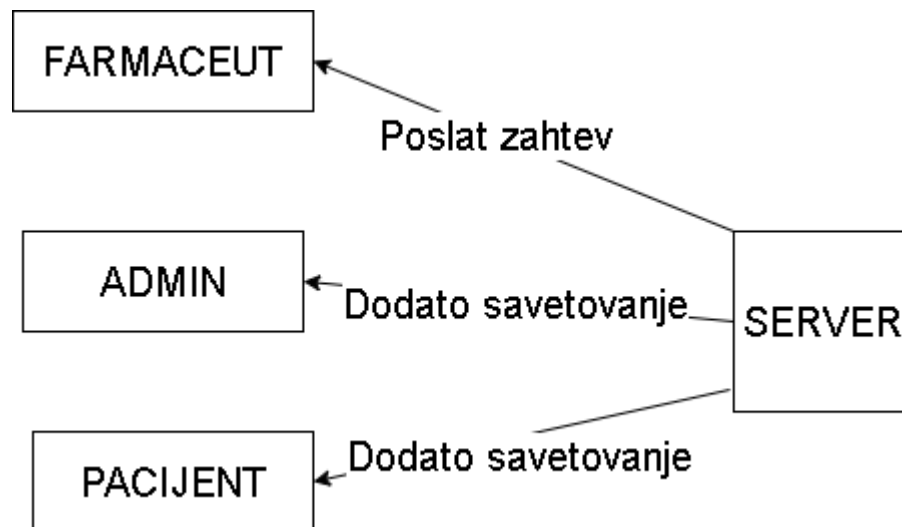 FARMACEUT
Poslat zahtev
ADMIN
Dodato savetovanje
SERVER
Dodato savetovanje
PACIJENT